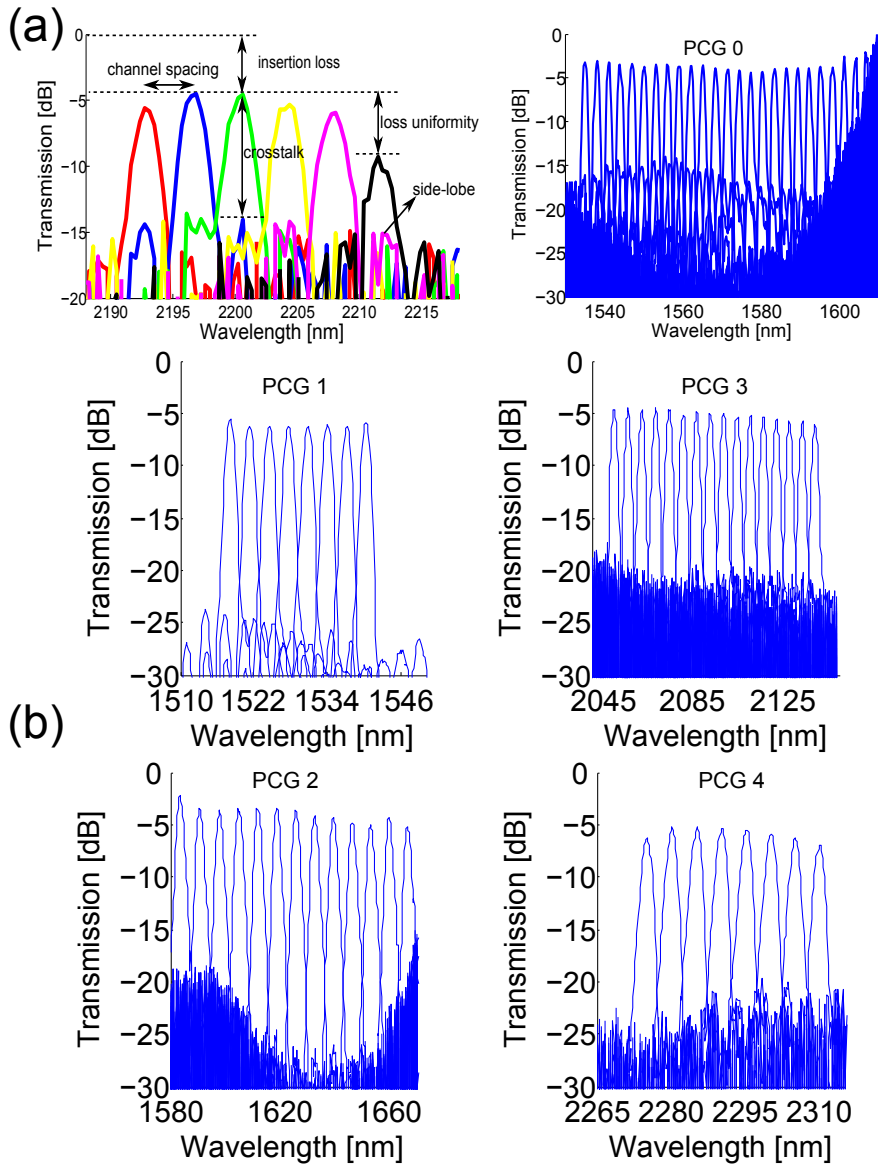 (a)
0
−5
−10
−15
−20
Transmission [dB]
channel spacing
insertion loss
loss uniformity
crosstalk
side-lobe
2190 2195 2200 2205 2210 2215
Wavelength [nm]
PCG 0
0
−5
−10
−15
−20
−25
−30
Transmission [dB]
1540 1560 1580 1600
Wavelength [nm]
PCG 1
0
−5
−10
−15
−20
−25
−30
Transmission [dB]
1510 1522 1534 1546
Wavelength [nm]
PCG 3
0
−5
−10
−15
−20
−25
−30
Transmission [dB]
2045 2085 2125
Wavelength [nm]
(b)
PCG 2
0
−5
−10
−15
−20
−25
−30
Transmission [dB]
1580 1620 1660
Wavelength [nm]
PCG 4
0
−5
−10
−15
−20
−25
−30
Transmission [dB]
2265 2280 2295 2310
Wavelength [nm]